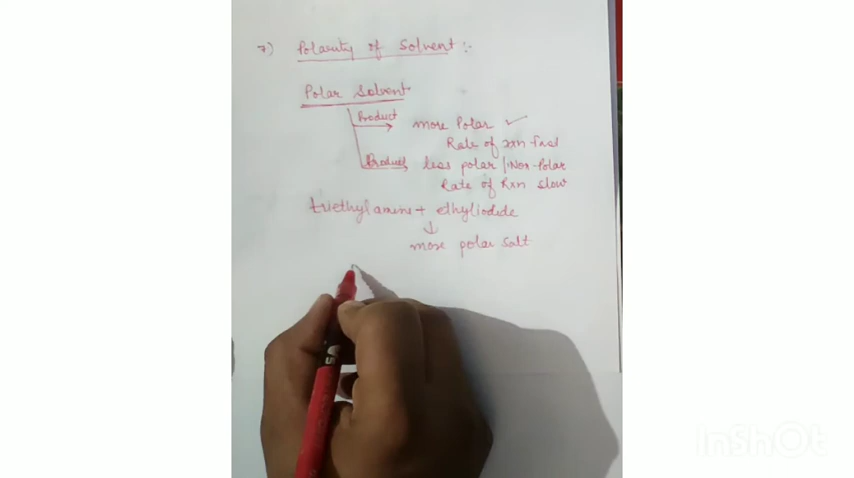 7) Polarity of Solvent :-
Polar Solvent
Product more Polar ✓
Rate of rxn fast
Product less polar / Non-Polar
Rate of Rxn slow
triethylamine + ethyliodide
↓
more polar salt
InShOt